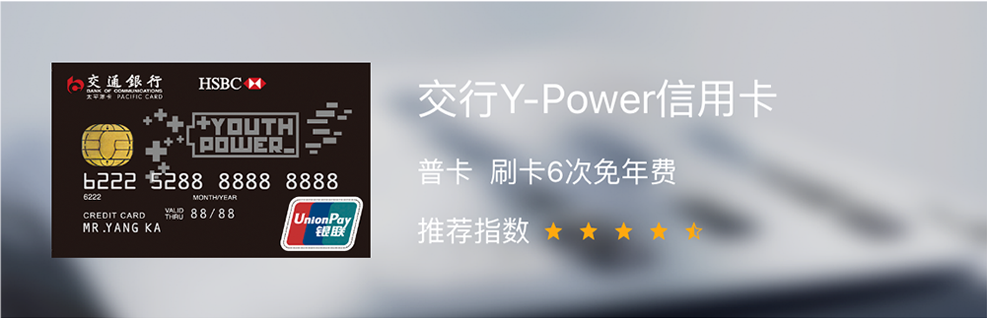 交通銀行
BANK OF COMMUNICATIONS
太平洋卡 PACIFIC CARD
HSBC
YOUTH
POWER_
6222 5288 8888 8888
6222
MONTH/YEAR
CREDIT CARD
VALID
THRU
88/88
MR.YANG KA
UnionPay
银联
交行Y-Power信用卡
普卡 刷卡6次免年费
推荐指数